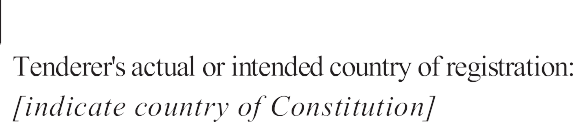 Tenderer's actual or intended country of registration:
[indicate country of Constitution]